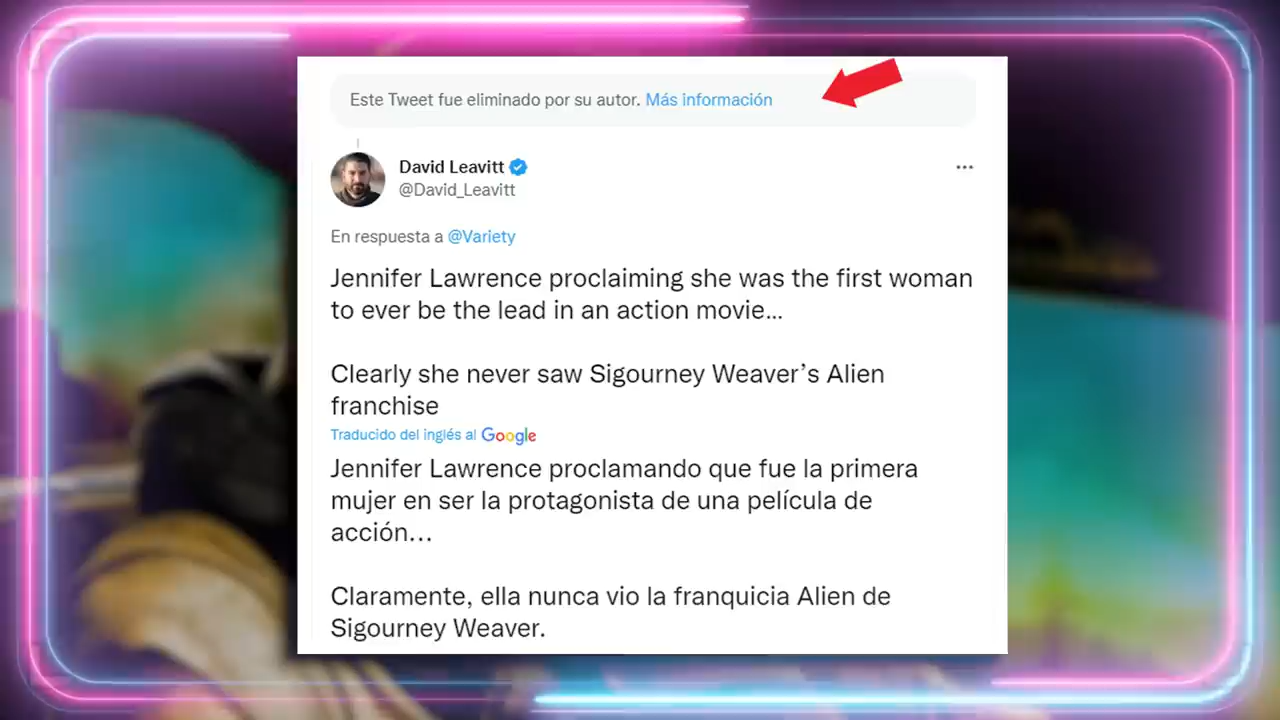 Este Tweet fue eliminado por su autor. Más información
David Leavitt
@David_Leavitt
En respuesta a @Variety
Jennifer Lawrence proclaiming she was the first woman
to ever be the lead in an action movie...
Clearly she never saw Sigourney Weaver’s Alien
franchise
Traducido del inglés al Google
Jennifer Lawrence proclamando que fue la primera
mujer en ser la protagonista de una película de
acción...
Claramente, ella nunca vio la franquicia Alien de
Sigourney Weaver.